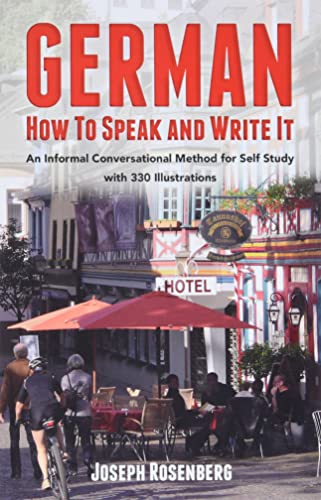 GERMAN
HOW TO SPEAK AND WRITE IT
An Informal Conversational Method for Self Study
with 330 Illustrations
HOTEL
JOSEPH ROSENBERG